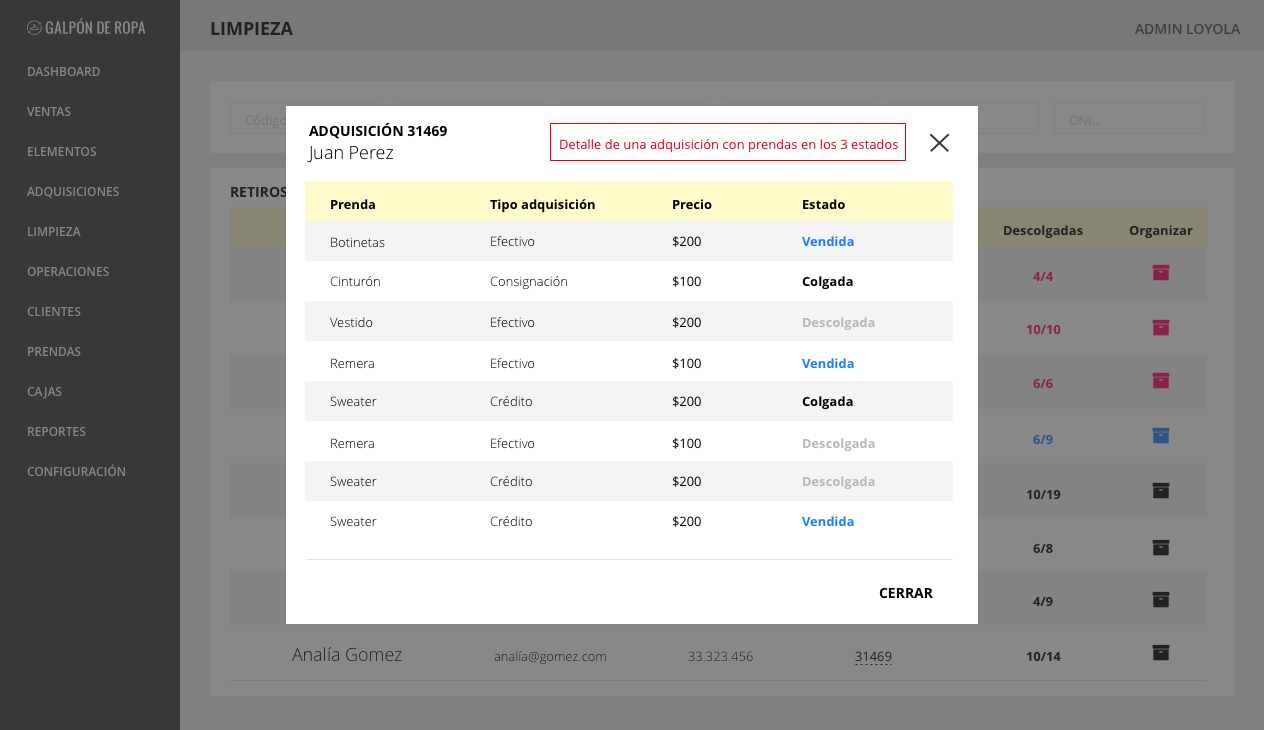 GALPÓN DE ROPA
LIMPIEZA
ADMIN LOYOLA
DASHBOARD
VENTAS
ELEMENTOS
ADQUISICIONES
LIMPIEZA
OPERACIONES
CLIENTES
PRENDAS
CAJAS
REPORTES
CONFIGURACIÓN
Código
DNI...
RETIROS
ADQUISICIÓN 31469
Juan Perez
Detalle de una adquisición con prendas en los 3 estados
Prenda Tipo adquisición Precio Estado
Botinetas Efectivo $200 Vendida
Cinturón Consignación $100 Colgada
Vestido Efectivo $200 Descolgada
Remera Efectivo $100 Vendida
Sweater Crédito $200 Colgada
Remera Efectivo $100 Descolgada
Sweater Crédito $200 Descolgada
Sweater Crédito $200 Vendida
CERRAR
Descolgadas Organizar
4/4
10/10
6/6
6/9
10/19
6/8
4/9
Analía Gomez analía@gomez.com 33.323.456 31469 10/14